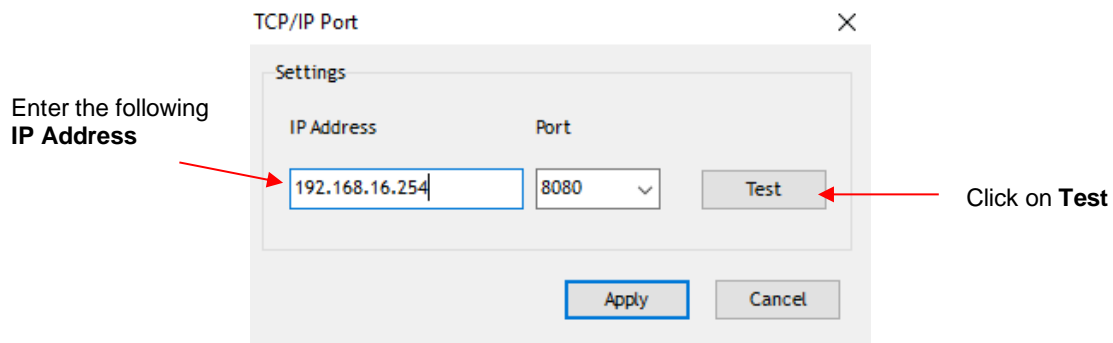 TCP/IP Port
Settings
Enter the following
IP Address
IP Address
Port
192.168.16.254
8080
Test
Click on Test
Apply
Cancel